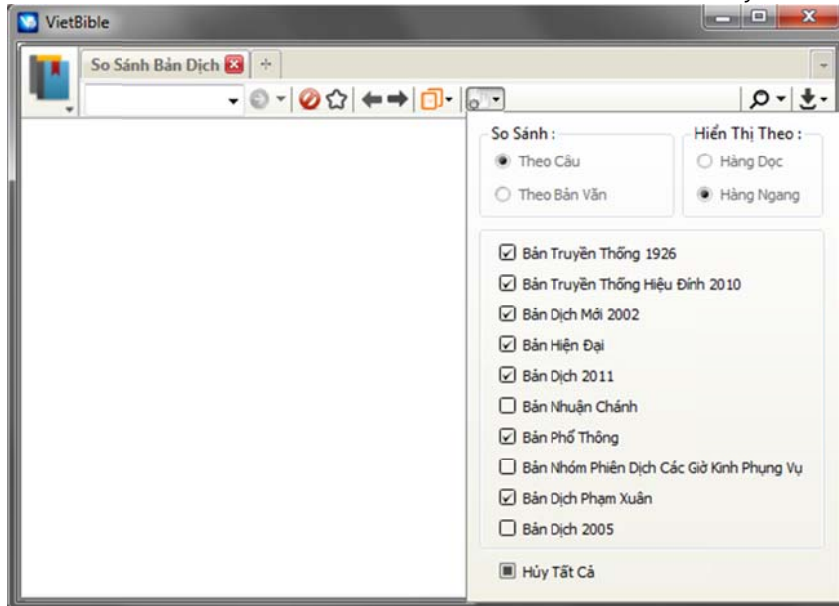 VietBible
So Sánh Bản Dịch
So Sánh :
Theo Câu
Theo Bản Văn
Hiển Thị Theo :
Hàng Dọc
Hàng Ngang
Bản Truyền Thống 1926
Bản Truyền Thống Hiệu Đính 2010
Bản Dịch Mới 2002
Bản Hiện Đại
Bản Dịch 2011
Bản Nhuận Chánh
Bản Phổ Thông
Bản Nhóm Phiên Dịch Các Giờ Kinh Phụng Vụ
Bản Dịch Phạm Xuân
Bản Dịch 2005
Hủy Tất Cả